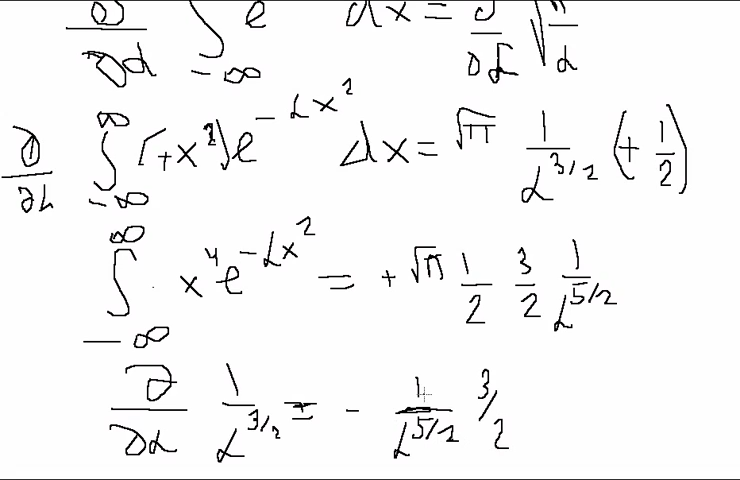 ∂/∂α ∫_{-∞} e dx = ∂/∂α √π/α
∂/∂α ∫_{-∞}^{∞} (+x²)e^{-αx²} dx = √π 1/α^{3/2} (+ 1/2)
∫_{-∞}^{∞} x⁴e^{-αx²} = + √π 1/2 3/2 1/α^{5/2}
∂/∂α 1/α^{3/2} = - 1/α^{5/2} 3/2